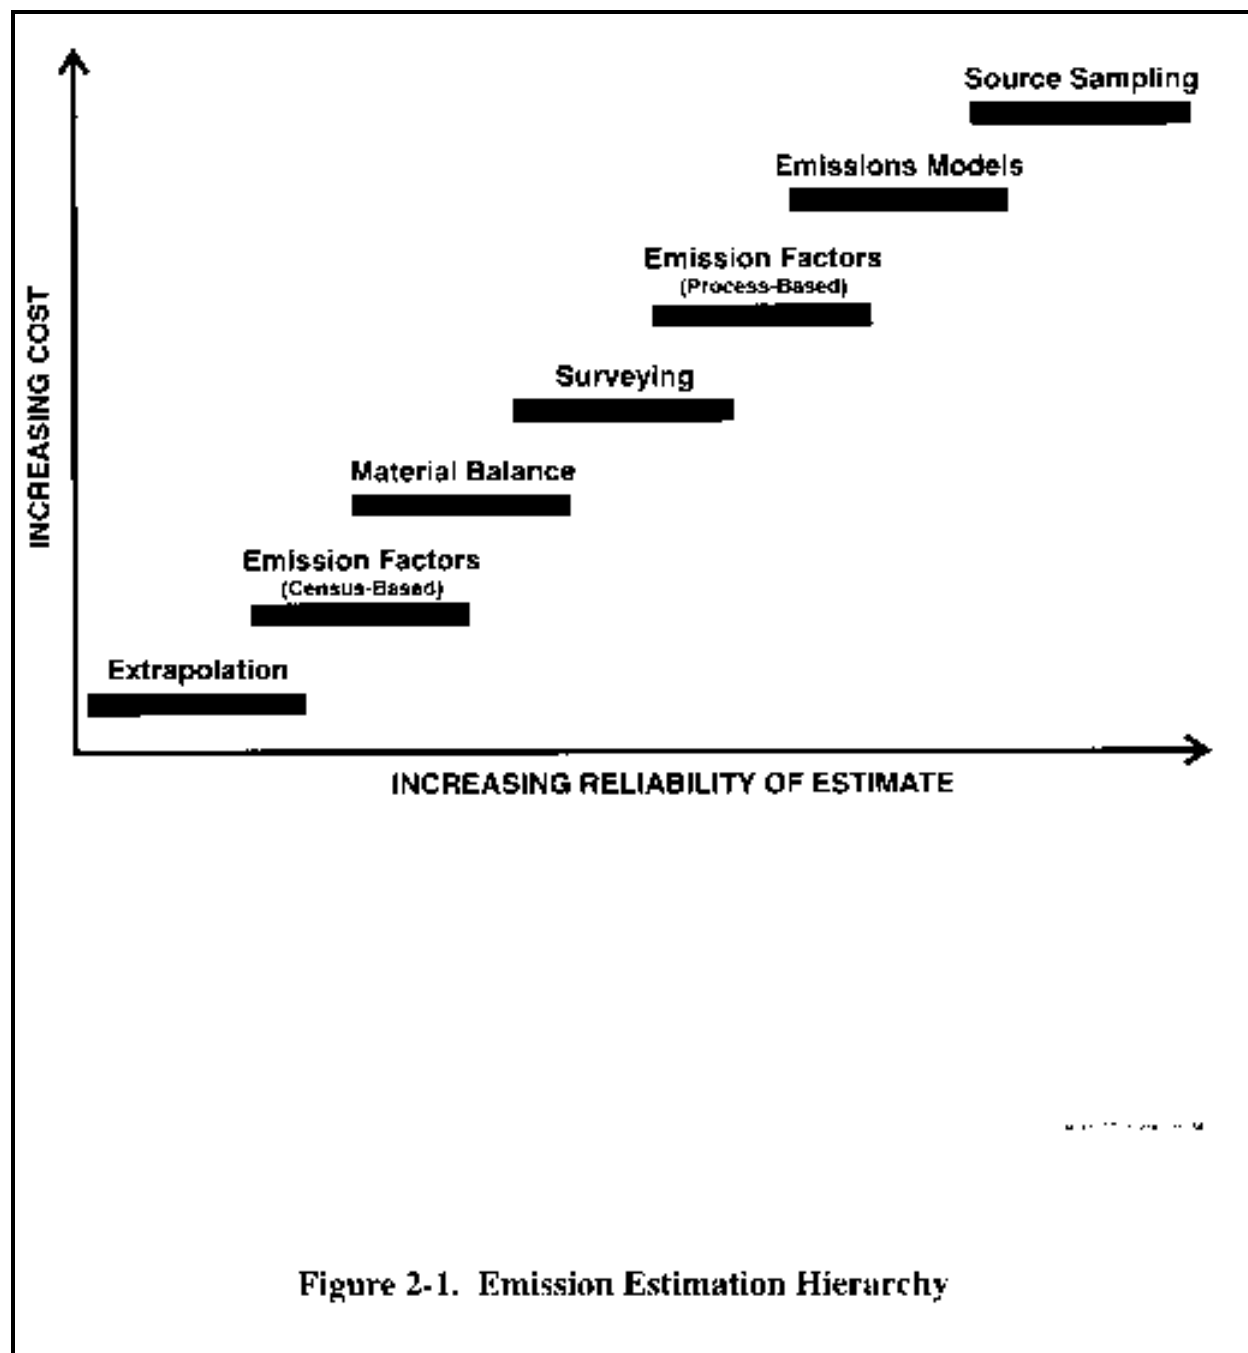 Source Sampling
Emissions Models
Emission Factors
(Process-Based)
Surveying
Material Balance
Emission Factors
(Census-Based)
Extrapolation
INCREASING COST
INCREASING RELIABILITY OF ESTIMATE
Figure 2-1. Emission Estimation Hierarchy